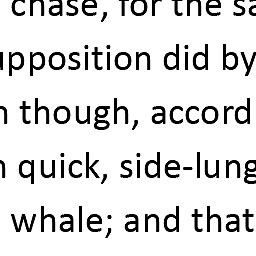 chase, for the sa
upposition did by
n though, accord
n quick, side-lung
whale; and that